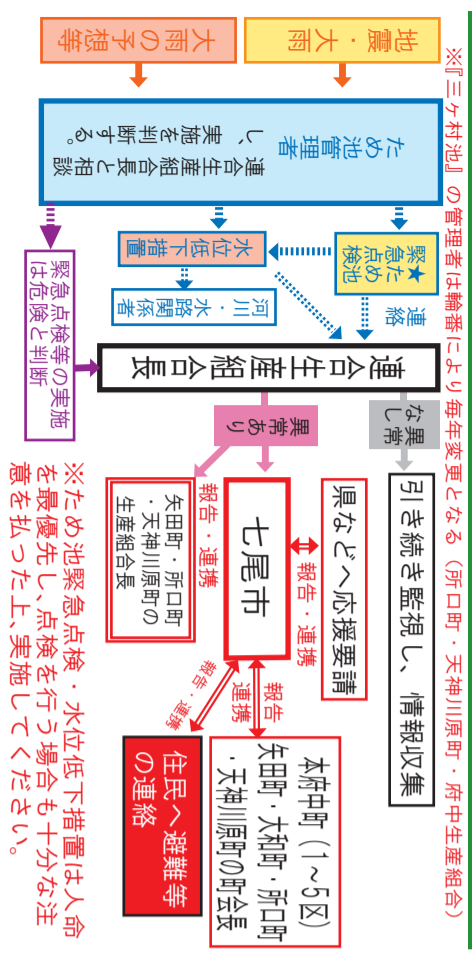 ※『三ヶ村池』の管理者は輪番により毎年変更となる（所口町・天神川原町・府中生産組合）
地震・大雨
大雨の予想等
ため池管理者
連合生産組合長と相談
し、実施を判断する。
★ため池
緊急点検
連絡
水位低下措置
河川・水路関係者
緊急点検等の実施
は危険と判断
連合生産組合長
異常
なし
異常あり
引き続き監視し、情報収集
県などへ応援要請
報告・連携
七尾市
報告・連携
矢田町・所口町
・天神川原町の
生産組合長
報告
連携
報告・連携
本府中町（1～5区）
矢田町・大和町・所口町
・天神川原町の町会長
住民へ避難等
の連絡
※ため池緊急点検・水位低下措置は人命
を最優先し、点検を行う場合も十分な注
意を払った上、実施してください。